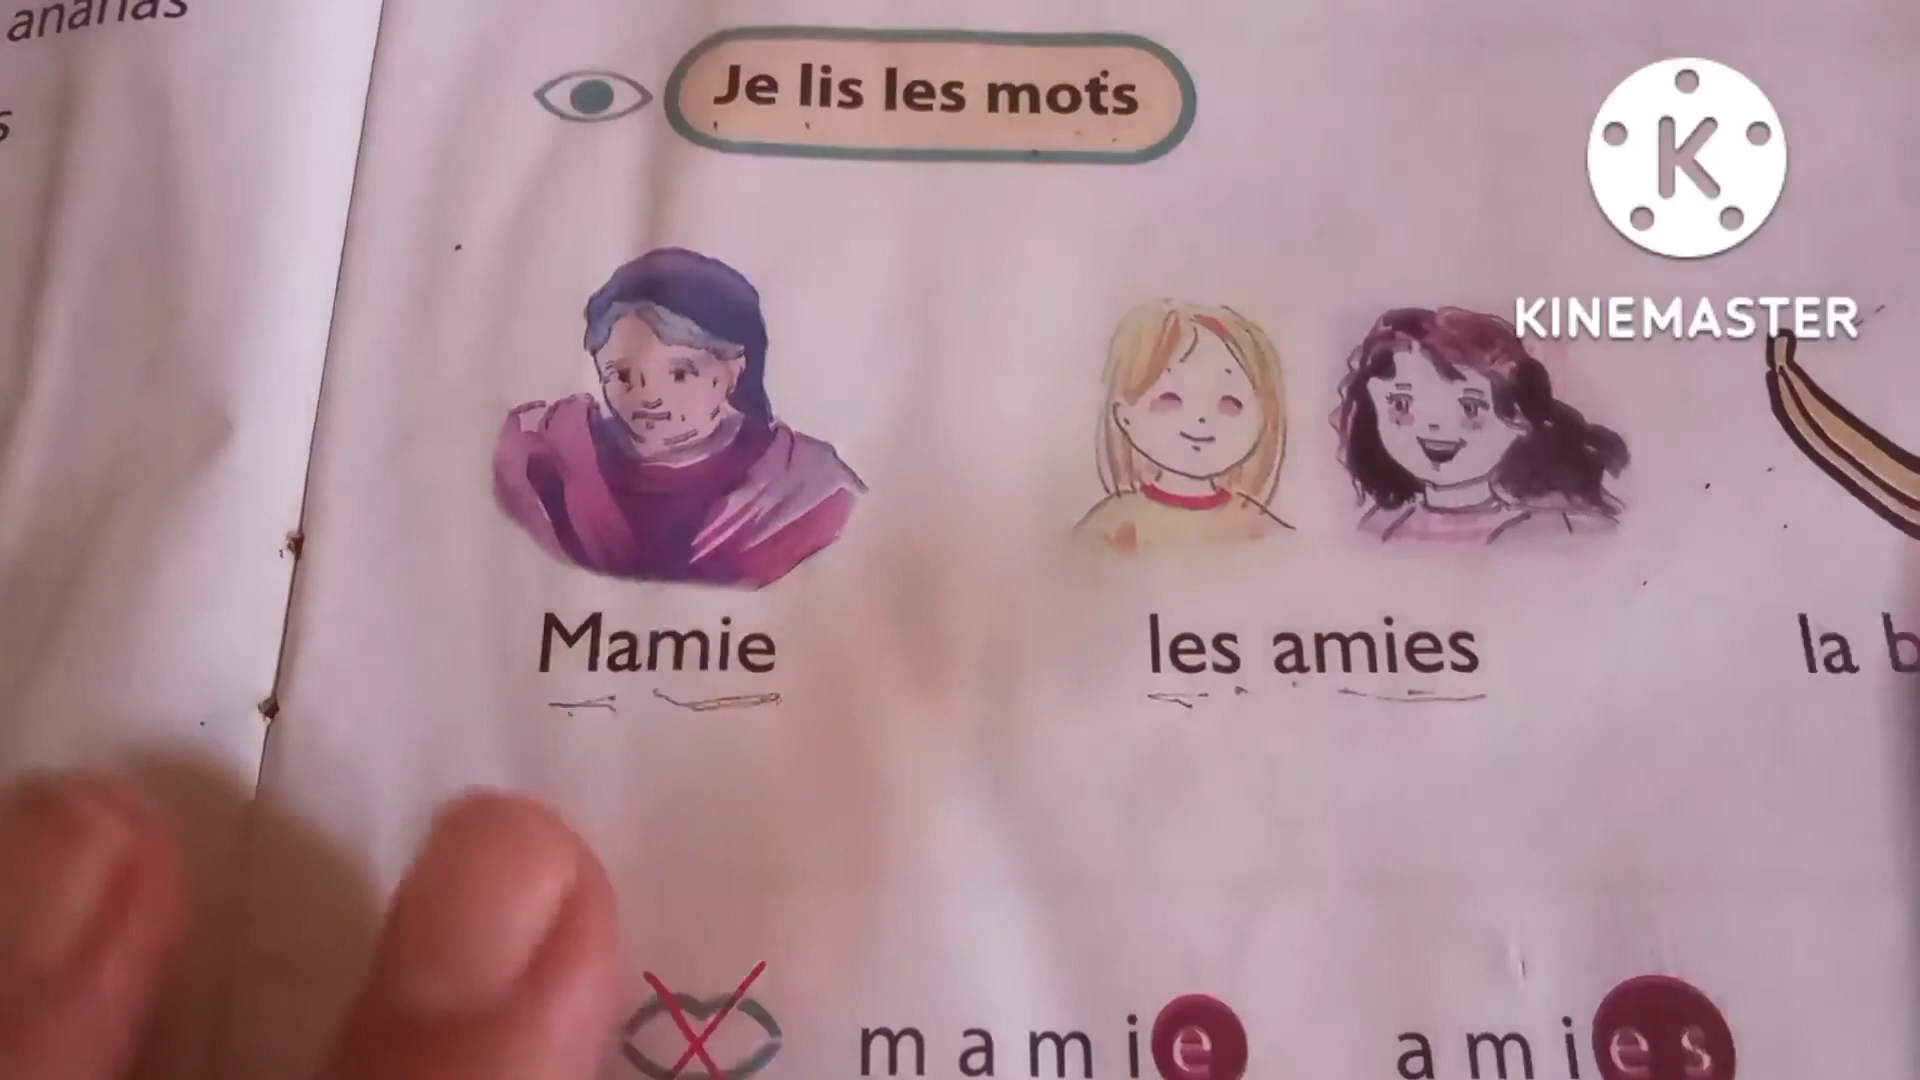 ananas
Je lis les mots
K
KINEMASTER
Mamie
les amies
la b
mamie
amies